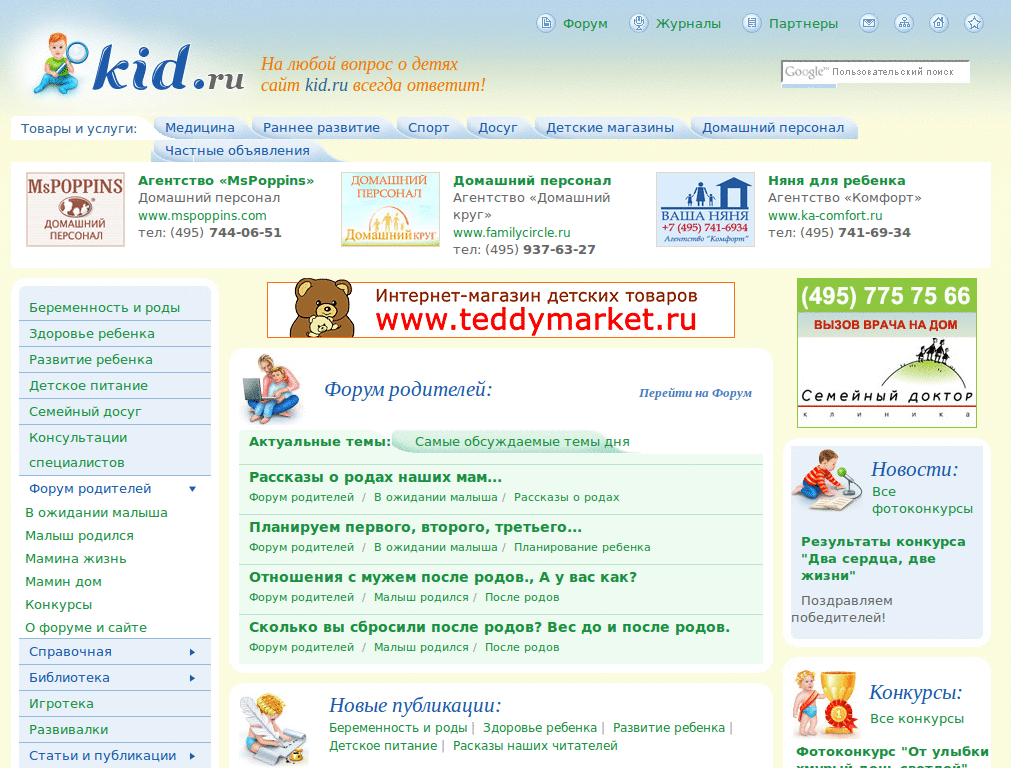 Форум Журналы Партнеры
kid.ru
На любой вопрос о детях
сайт kid.ru всегда ответит!
Google™ Пользовательский поиск
Товары и услуги: Медицина Раннее развитие Спорт Досуг Детские магазины Домашний персонал
Частные объявления
MsPOPPINS
ДОМАШНИЙ
ПЕРСОНАЛ
Агентство «MsPoppins»
Домашний персонал
www.mspoppins.com
тел: (495) 744-06-51
ДОМАШНИЙ
ПЕРСОНАЛ
Домашний круг
Домашний персонал
Агентство «Домашний
круг»
www.familycircle.ru
тел: (495) 937-63-27
ВАША НЯНЯ
+7 (495) 741-6934
Агентство "Комфорт"
Няня для ребенка
Агентство «Комфорт»
www.ka-comfort.ru
тел: (495) 741-69-34
Беременность и роды
Здоровье ребенка
Развитие ребенка
Детское питание
Семейный досуг
Консультации
специалистов
Форум родителей
В ожидании малыша
Малыш родился
Мамина жизнь
Мамин дом
Конкурсы
О форуме и сайте
Справочная
Библиотека
Игротека
Развивалки
Статьи и публикации
Интернет-магазин детских товаров
www.teddymarket.ru
Форум родителей: Перейти на Форум
Актуальные темы: Самые обсуждаемые темы дня
Рассказы о родах наших мам...
Форум родителей / В ожидании малыша / Рассказы о родах
Планируем первого, второго, третьего...
Форум родителей / В ожидании малыша / Планирование ребенка
Отношения с мужем после родов., А у вас как?
Форум родителей / Малыш родился / После родов
Сколько вы сбросили после родов? Вес до и после родов.
Форум родителей / Малыш родился / После родов
Новые публикации:
Беременность и роды | Здоровье ребенка | Развитие ребенка |
Детское питание | Расказы наших читателей
(495) 775 75 66
ВЫЗОВ ВРАЧА НА ДОМ
Семейный доктор
клиника
Новости:
Все
фотоконкурсы
Результаты конкурса
"Два сердца, две
жизни"
Поздравляем
победителей!
Конкурсы:
Все конкурсы
Фотоконкурс "От улыбки
хмурый день светлей"